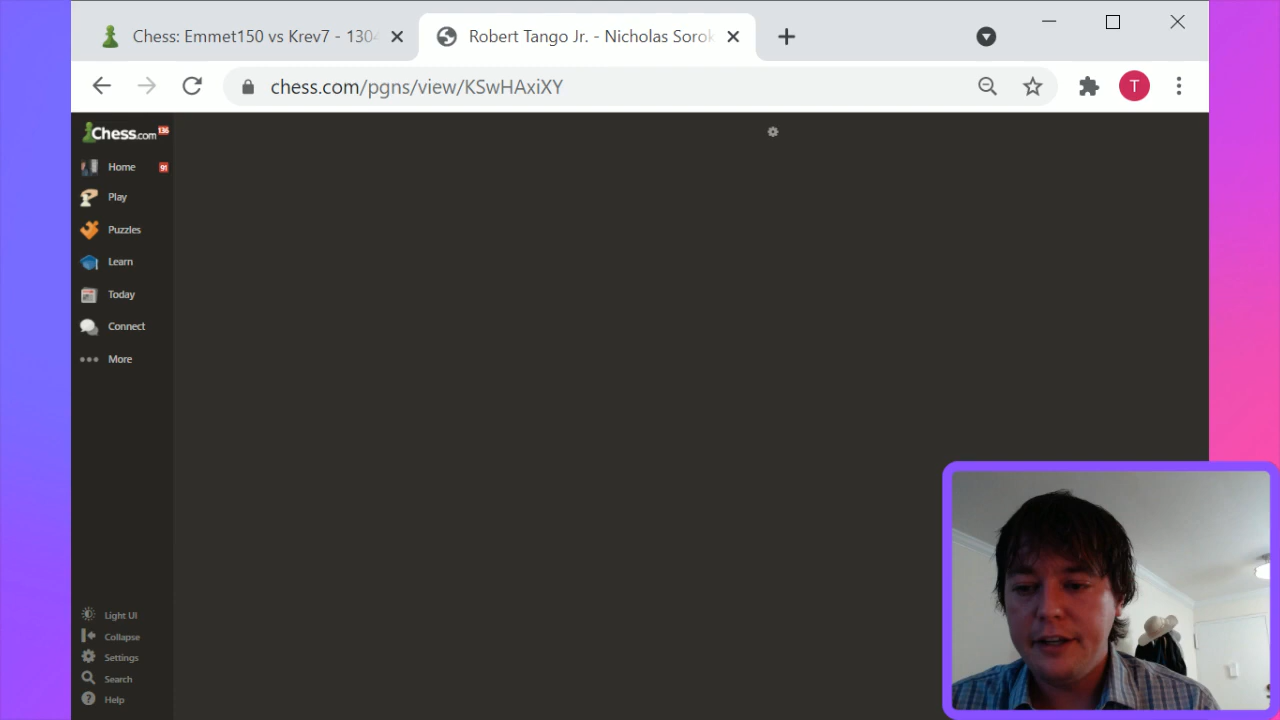 Chess: Emmet150 vs Krev7 - 1304
Robert Tango Jr. - Nicholas Sorok
chess.com/pgns/view/KSwHAxiXY
T
Chess.com 136
Home 91
Play
Puzzles
Learn
Today
Connect
More
Light UI
Collapse
Settings
Search
Help